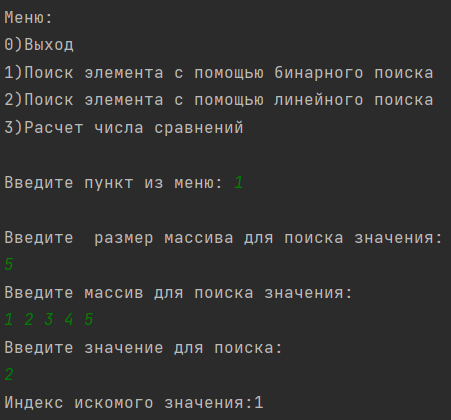 Меню:
0)Выход
1)Поиск элемента с помощью бинарного поиска
2)Поиск элемента с помощью линейного поиска
3)Расчет числа сравнений
Введите пункт из меню: 1
Введите  размер массива для поиска значения:
5
Введите массив для поиска значения:
1 2 3 4 5
Введите значение для поиска:
2
Индекс искомого значения:1